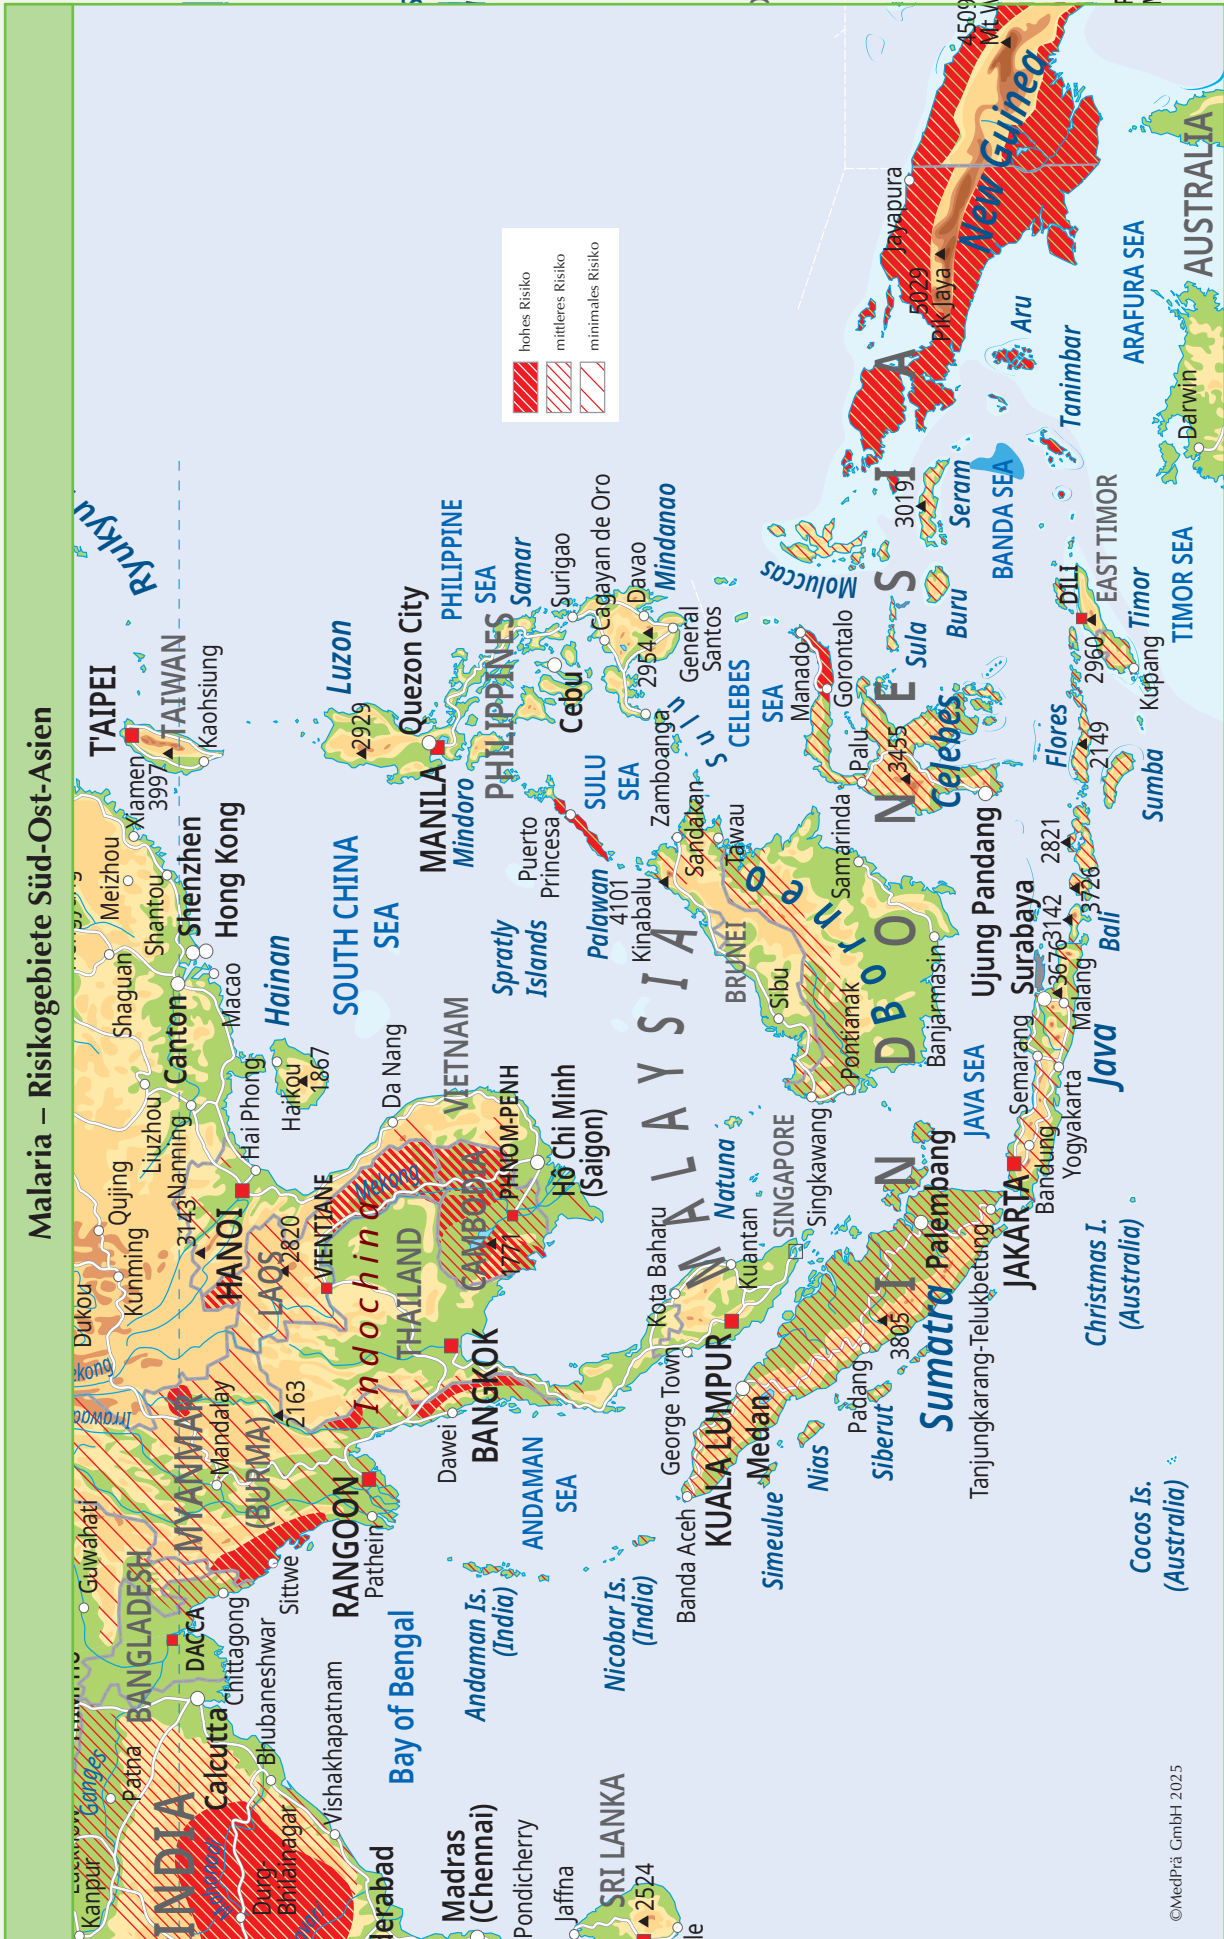 Malaria – Risikogebiete Süd-Ost-Asien
Ryukyu
TAIPEI
TAIWAN
Kaohsiung
Xiamen
3997
Meizhou
Shantou
Shenzhen
Hong Kong
Shaguan
Canton
Macao
Hainan
Haikou
1867
Liuzhou
Nanning
Hai Phong
Qujing
Kunming
Dukou
3143
HANOI
LAOS
2820
VIENTIANE
Mekong
Da Nang
VIETNAM
Indochina
THAILAND
CAMBODIA
1771
PHNOM-PENH
Hô Chi Minh
(Saigon)
BANGKOK
Dawei
Irrawad
ekong
MYANMAR
(BURMA)
Mandalay
2163
RANGOON
Pathein
Sittwe
Guwahati
BANGLADESH
DACCA
Chittagong
Calcutta
Bhubaneshwar
Vishakhapatnam
Ganges
Patna
Kanpur
INDIA
Durg-
Bhilainagar
derabad
Madras
(Chennai)
Pondicherry
Jaffna
SRI LANKA
2524
le
Bay of Bengal
Andaman Is.
(India)
Nicobar Is.
(India)
ANDAMAN
SEA
SOUTH CHINA
SEA
Luzon
2929
Quezon City
MANILA
Mindoro
PHILIPPINES
PHILIPPINE
SEA
Samar
Surigao
Cebu
Cagayan de Oro
Davao
Mindanao
2954
General
Santos
Zamboanga
Sulu
SULU
SEA
CELEBES
SEA
Puerto
Princesa
Palawan
Spratly
Islands
hohes Risiko
mittleres Risiko
minimales Risiko
4101
Kinabalu
Sandakan
Tawau
BRUNEI
Sibu
Borneo
Samarinda
Pontianak
Banjarmasin
Singkawang
MALAYSIA
Natuna
SINGAPORE
Kota Baharu
Kuantan
George Town
KUALA LUMPUR
Medan
Banda Aceh
Simeulue
Nias
Siberut
Padang
3805
Sumatra
Palembang
Tanjungkarang-Telukbetung
INDONESIA
JAKARTA
Bandung
Semarang
Yogyakarta
JAVA SEA
Java
Malang
Surabaya
3676
3142
3726
Bali
2821
Ujung Pandang
Celebes
3455
Palu
Manado
Gorontalo
Moluccas
Sula
Buru
Seram
3019
BANDA SEA
Flores
2149
Sumba
2960
DILI
EAST TIMOR
Timor
Kupang
TIMOR SEA
Tanimbar
Aru
ARAFURA SEA
Darwin
AUSTRALIA
Jayapura
5029
Pik Jaya
New Guinea
4509
Christmas I.
(Australia)
Cocos Is.
(Australia)
©MedPrä GmbH 2025